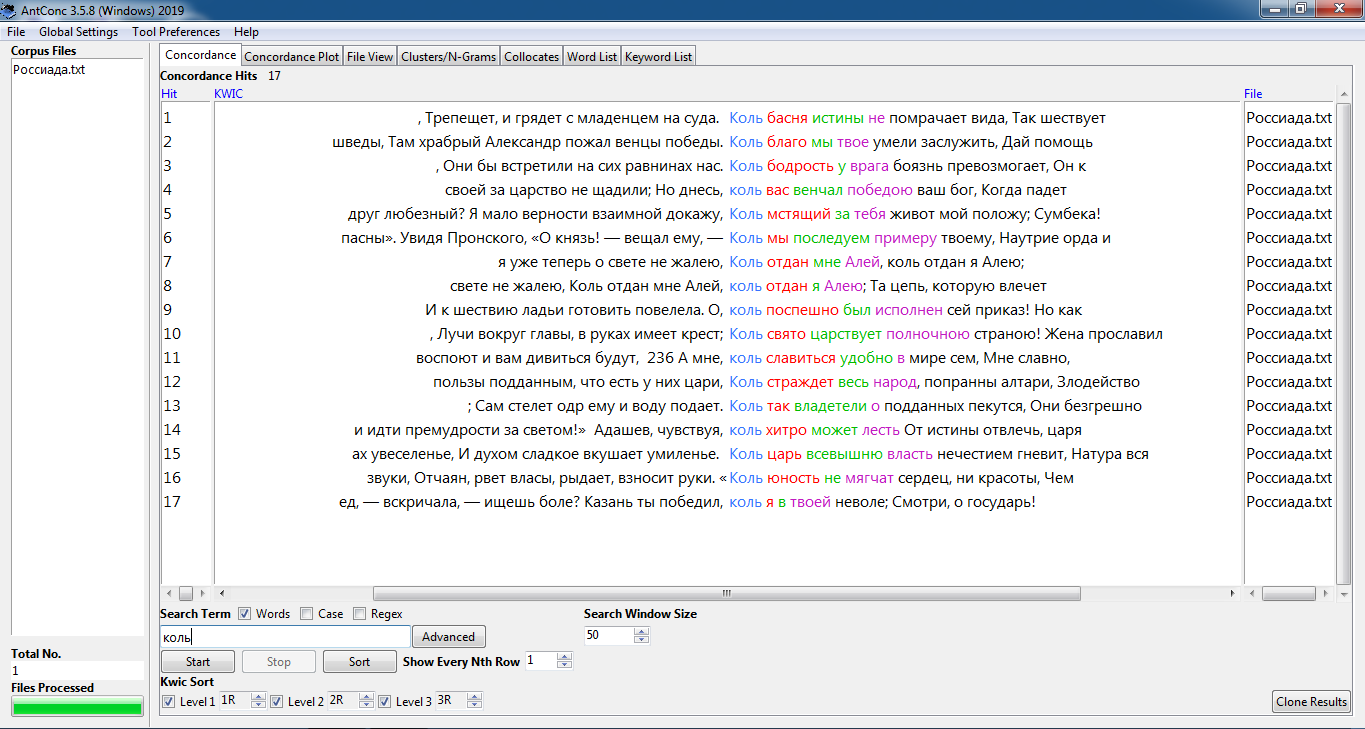 AntConc 3.5.8 (Windows) 2019
File Global Settings Tool Preferences Help
Corpus Files
Россиада.txt
Concordance Concordance Plot File View Clusters/N-Grams Collocates Word List Keyword List
Concordance Hits 17
Hit KWIC File
1 , Трепещет, и грядет с младенцем на суда. Коль басня истины не помрачает вида, Так шествует Россиада.txt
2 шведы, Там храбрый Александр пожал венцы победы. Коль благо мы твое умели заслужить, Дай помощь Россиада.txt
3 , Они бы встретили на сих равнинах нас. Коль бодрость у врага боязнь превозмогает, Он к Россиада.txt
4 своей за царство не щадили; Но днесь, коль вас венчал победою ваш бог, Когда падет Россиада.txt
5 друг любезный? Я мало верности взаимной докажу, Коль мстящий за тебя живот мой положу; Сумбека! Россиада.txt
6 пасны». Увидя Пронского, «О князь! — вещал ему, — Коль мы последуем примеру твоему, Наутрие орда и Россиада.txt
7 я уже теперь о свете не жалею, Коль отдан мне Алей, коль отдан я Алею; Россиада.txt
8 свете не жалею, Коль отдан мне Алей, коль отдан я Алею; Та цепь, которую влечет Россиада.txt
9 И к шествию ладьи готовить повелела. О, коль поспешно был исполнен сей приказ! Но как Россиада.txt
10 , Лучи вокруг главы, в руках имеет крест; Коль свято царствует полночною страною! Жена прославил Россиада.txt
11 воспоют и вам дивиться будут, 236 А мне, коль славиться удобно в мире сем, Мне славно, Россиада.txt
12 пользы подданным, что есть у них цари, Коль страждет весь народ, попранны алтари, Злодейство Россиада.txt
13 ; Сам стелет одр ему и воду подает. Коль так владетели о подданных пекутся, Они безгрешно Россиада.txt
14 и идти премудрости за светом!» Адашев, чувствуя, коль хитро может лесть От истины отвлечь, царя Россиада.txt
15 ах увеселенье, И духом сладкое вкушает умиленье. Коль царь всевышню власть нечестием гневит, Натура вся Россиада.txt
16 звуки, Отчаян, рвет власы, рыдает, взносит руки. «Коль юность не мягчат сердец, ни красоты, Чем Россиада.txt
17 ед, — вскричала, — ищешь боле? Казань ты победил, коль я в твоей неволе; Смотри, о государь! Россиада.txt
Search Term Words Case Regex Search Window Size
коль Advanced 50
Start Stop Sort Show Every Nth Row 1
Kwic Sort
Level 1 1R Level 2 2R Level 3 3R Clone Results
Total No.
1
Files Processed